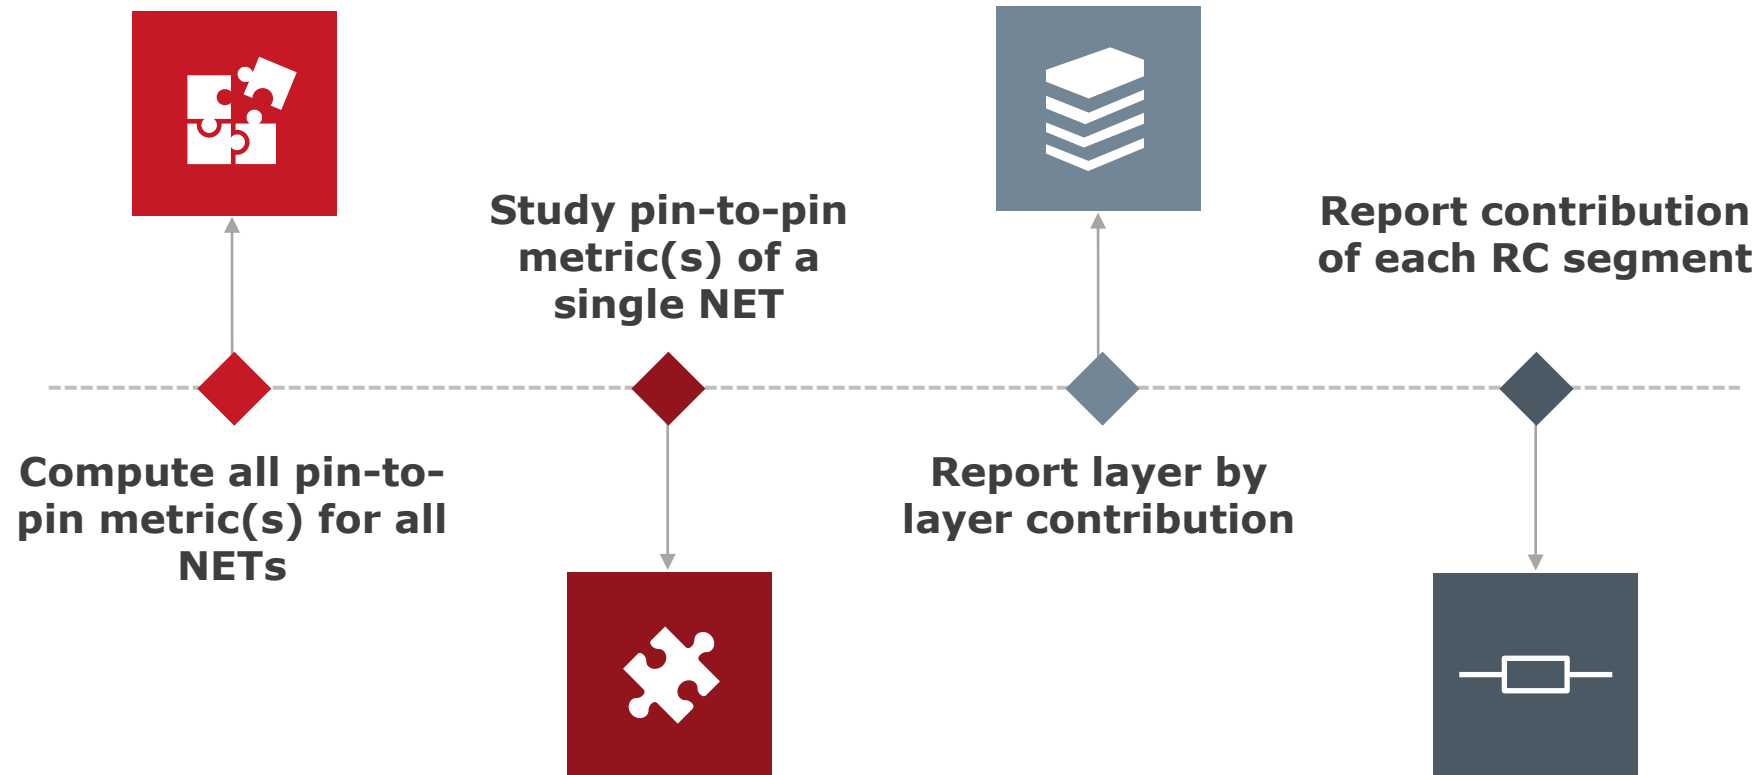 Compute all pin-to-
pin metric(s) for all
NETs
Study pin-to-pin
metric(s) of a
single NET
Report layer by
layer contribution
Report contribution
of each RC segment